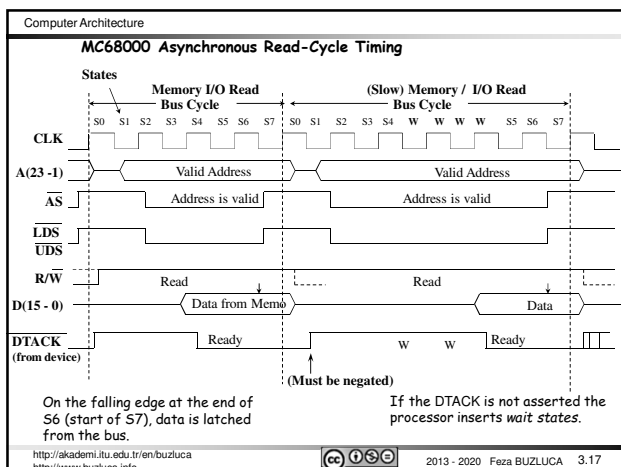 Computer Architecture
MC68000 Asynchronous Read-Cycle Timing
States
Memory I/O Read
Bus Cycle
(Slow) Memory / I/O Read
Bus Cycle
S0 S1 S2 S3 S4 S5 S6 S7 S0 S1 S2 S3 S4 W W W W S5 S6 S7
CLK
A(23 -1) Valid Address Valid Address
AS Address is valid Address is valid
LDS
UDS
R/W Read Read
D(15 - 0) Data from Memo Data
DTACK Ready W W Ready
(from device)
(Must be negated)
On the falling edge at the end of
S6 (start of S7), data is latched
from the bus.
If the DTACK is not asserted the
processor inserts wait states.
http://akademi.itu.edu.tr/en/buzluca
http://www.buzluca.info
cc
2013 - 2020 Feza BUZLUCA 3.17